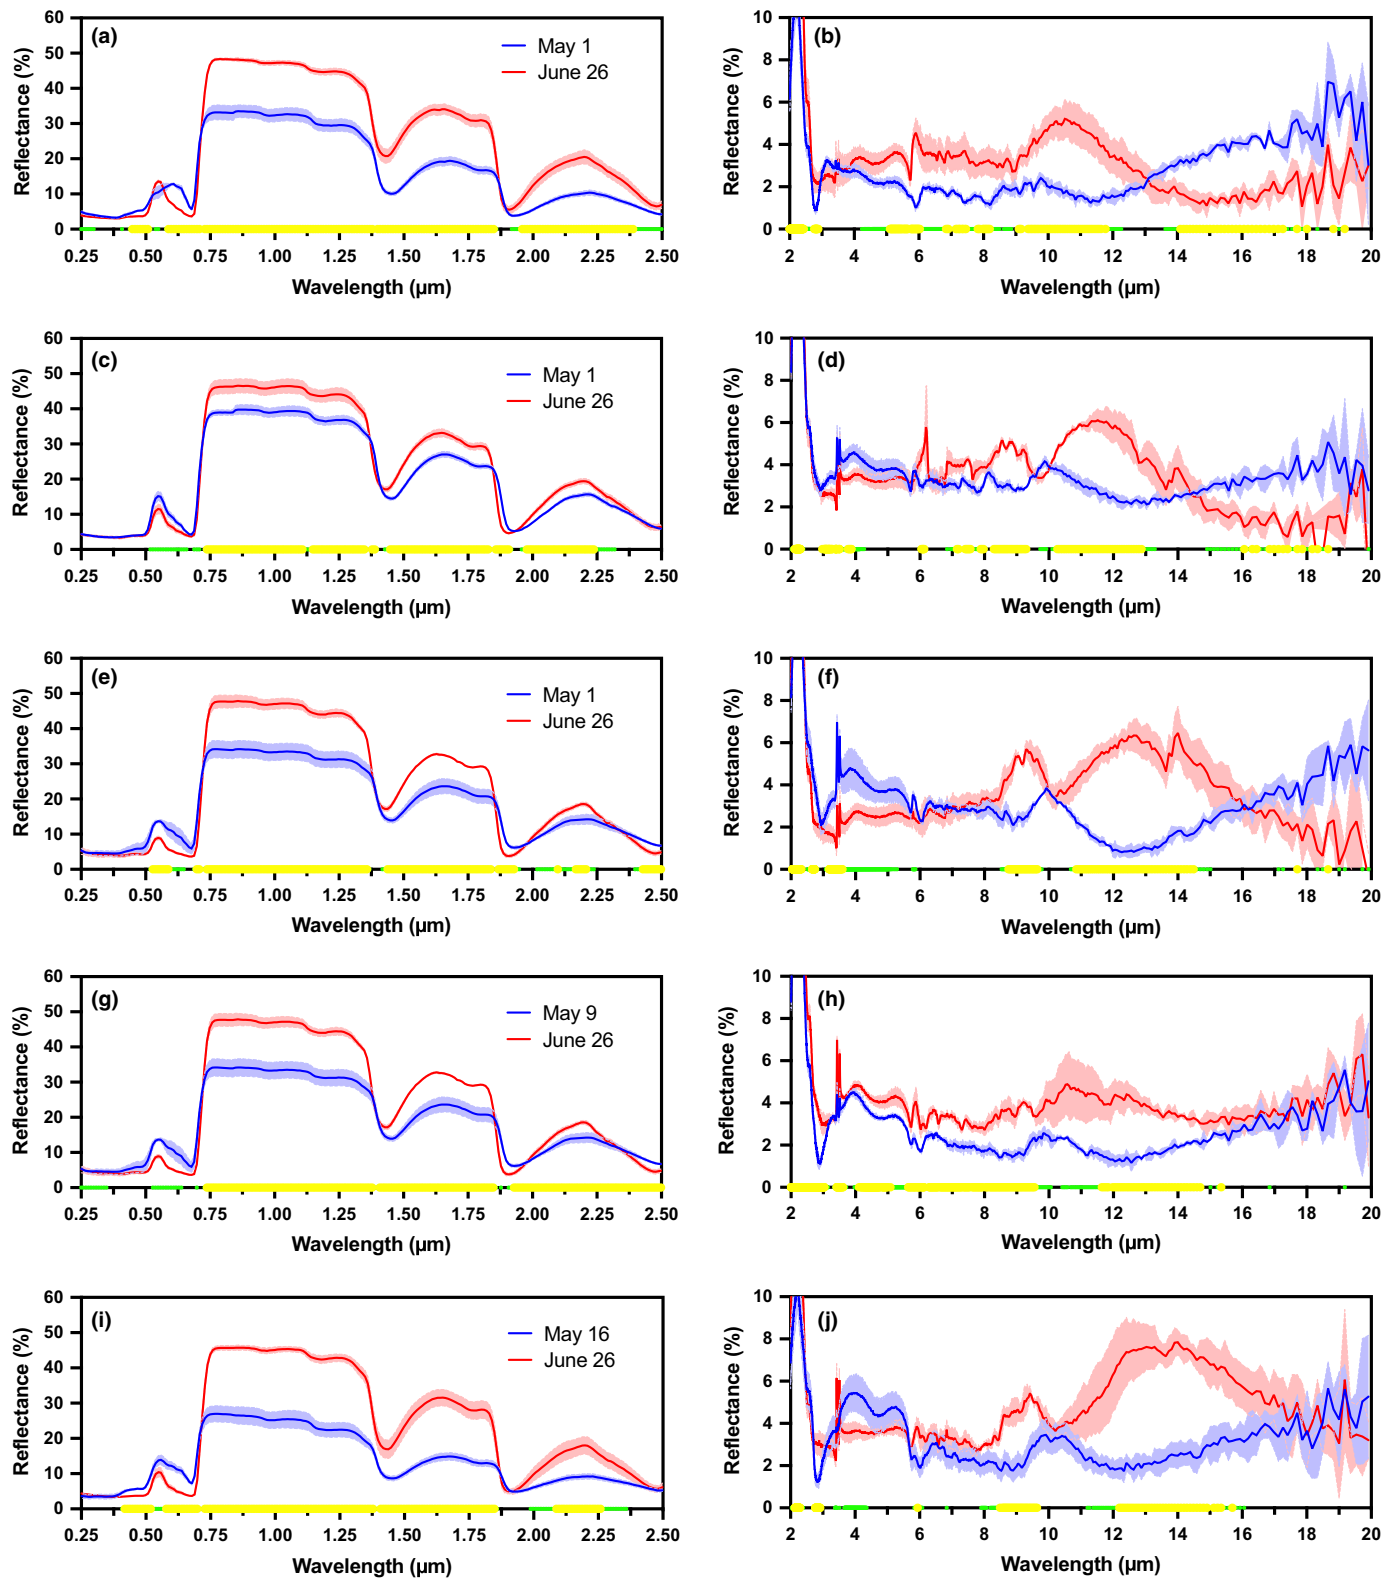 (a)
May 1
June 26
Reflectance (%)
60
50
40
30
20
10
0
0.25 0.50 0.75 1.00 1.25 1.50 1.75 2.00 2.25 2.50
Wavelength (µm)
(b)
Reflectance (%)
10
8
6
4
2
0
2 4 6 8 10 12 14 16 18 20
Wavelength (µm)
(c)
May 1
June 26
Reflectance (%)
60
50
40
30
20
10
0
0.25 0.50 0.75 1.00 1.25 1.50 1.75 2.00 2.25 2.50
Wavelength (µm)
(d)
Reflectance (%)
10
8
6
4
2
0
2 4 6 8 10 12 14 16 18 20
Wavelength (µm)
(e)
May 1
June 26
Reflectance (%)
60
50
40
30
20
10
0
0.25 0.50 0.75 1.00 1.25 1.50 1.75 2.00 2.25 2.50
Wavelength (µm)
(f)
Reflectance (%)
10
8
6
4
2
0
2 4 6 8 10 12 14 16 18 20
Wavelength (µm)
(g)
May 9
June 26
Reflectance (%)
60
50
40
30
20
10
0
0.25 0.50 0.75 1.00 1.25 1.50 1.75 2.00 2.25 2.50
Wavelength (µm)
(h)
Reflectance (%)
10
8
6
4
2
0
2 4 6 8 10 12 14 16 18 20
Wavelength (µm)
(i)
May 16
June 26
Reflectance (%)
60
50
40
30
20
10
0
0.25 0.50 0.75 1.00 1.25 1.50 1.75 2.00 2.25 2.50
Wavelength (µm)
(j)
Reflectance (%)
10
8
6
4
2
0
2 4 6 8 10 12 14 16 18 20
Wavelength (µm)